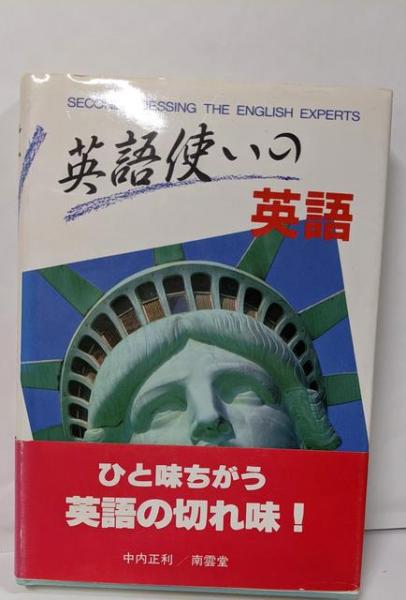 SECOND GUESSING THE ENGLISH EXPERTS
英語使いの
英語
ひと味ちがう
英語の切れ味!
中内正利/南雲堂